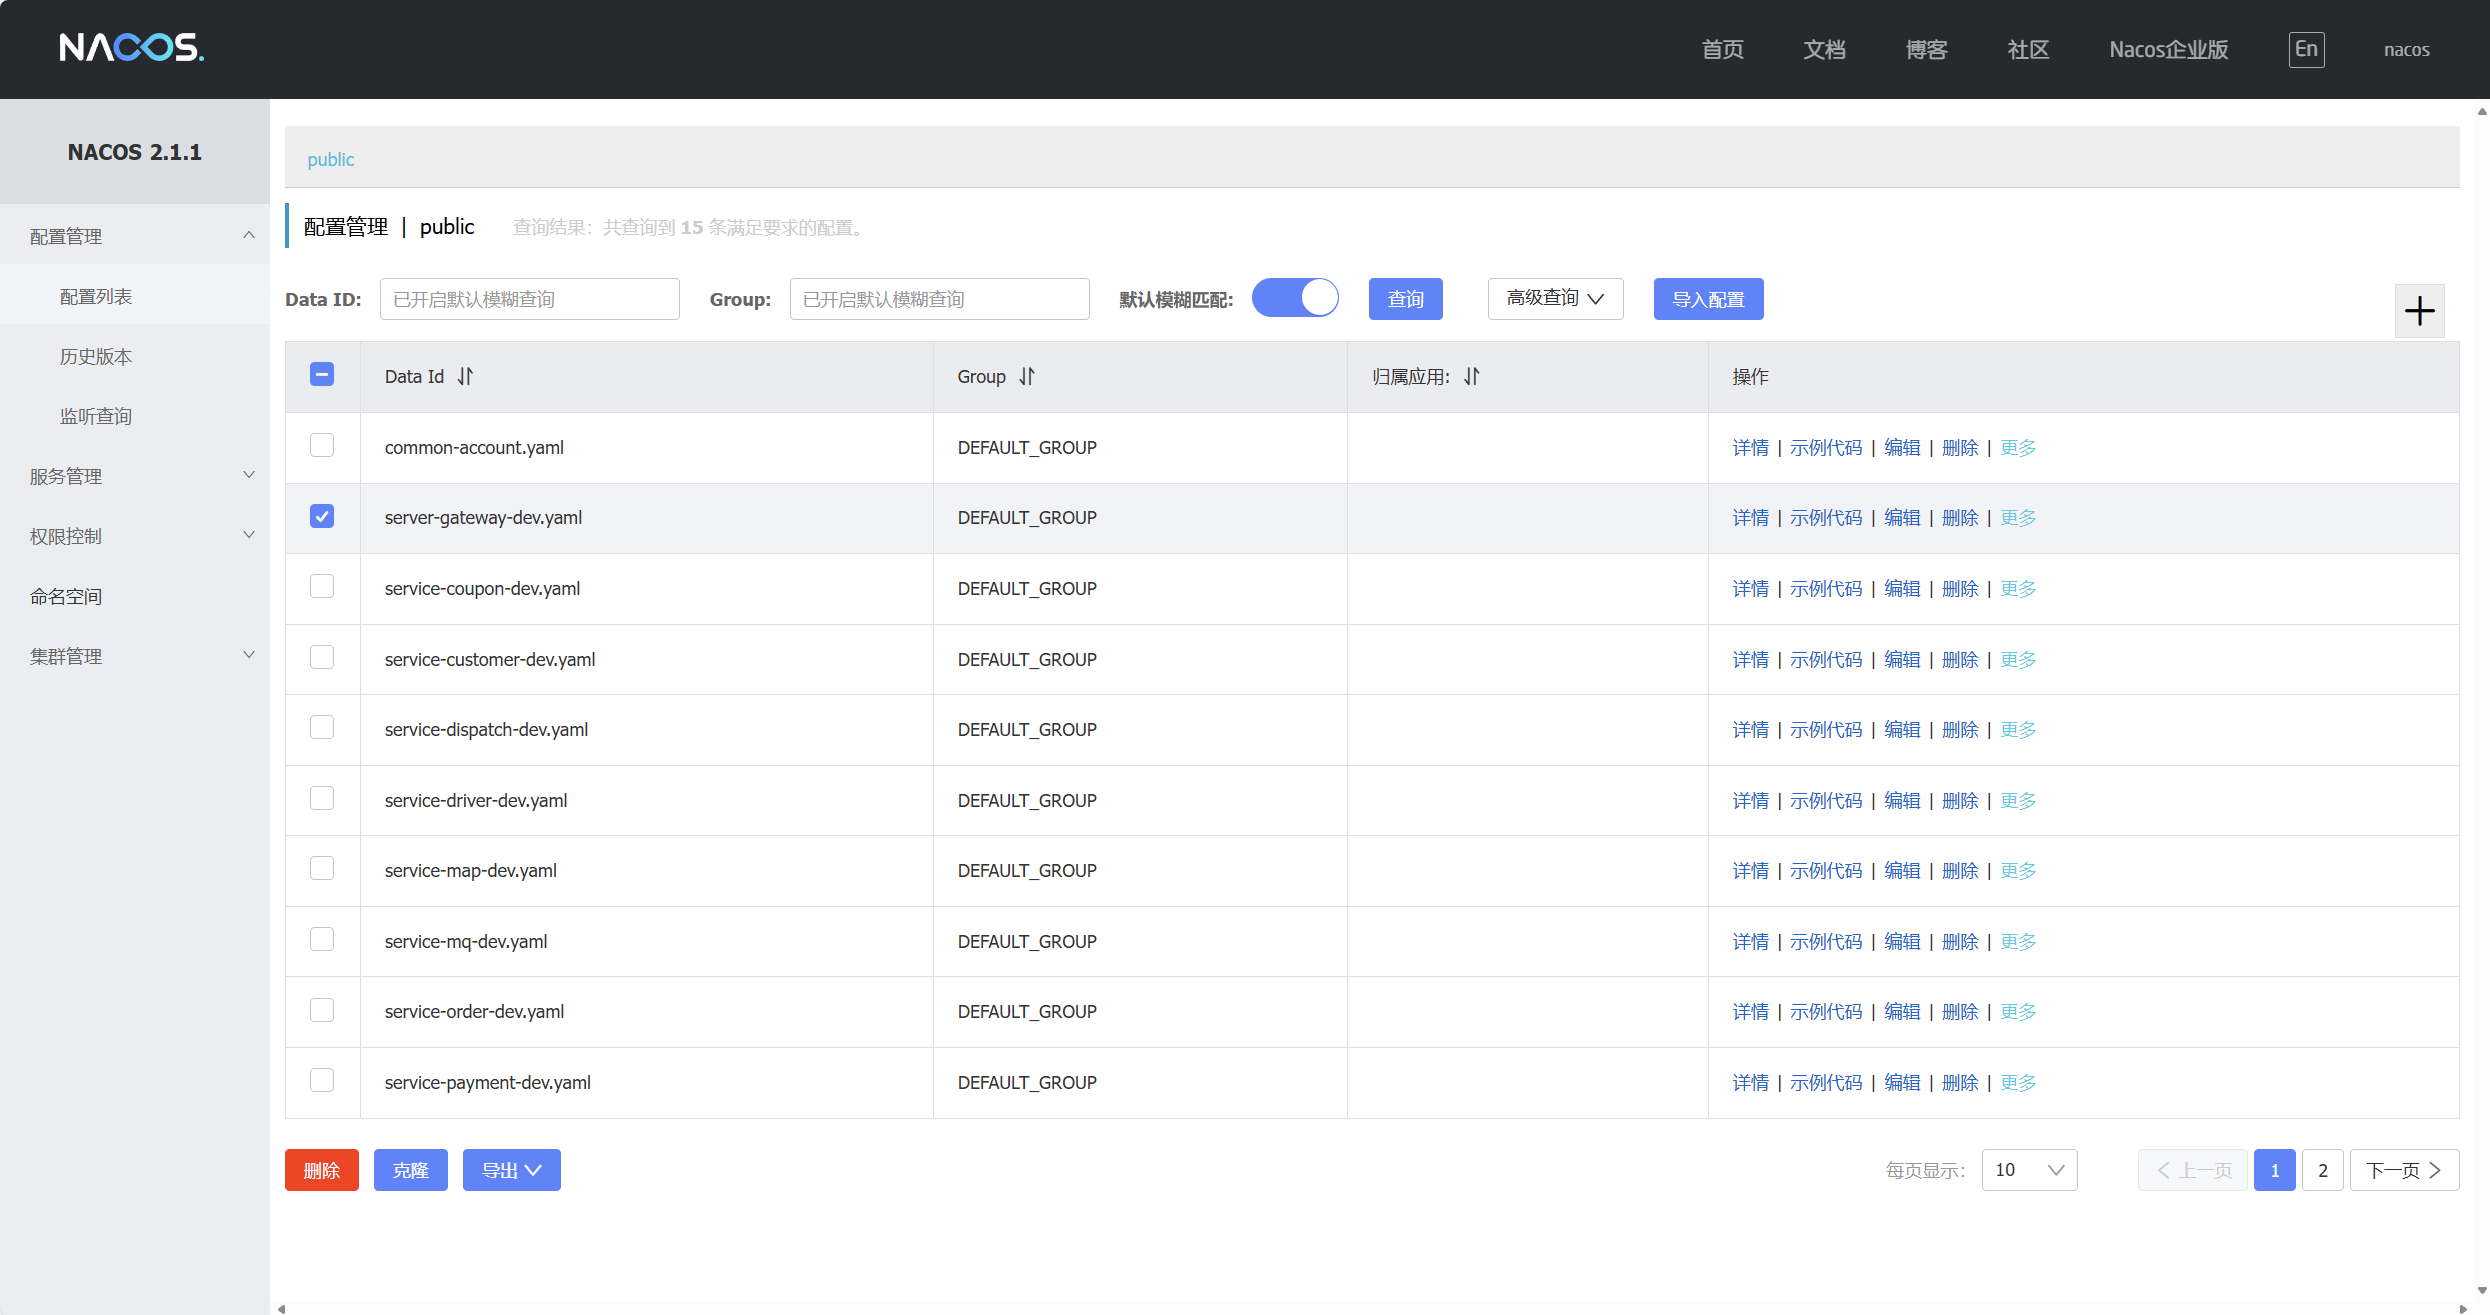 NACOS.
首页 文档 博客 社区 Nacos企业版 En nacos
NACOS 2.1.1
配置管理
配置列表
历史版本
监听查询
服务管理
权限控制
命名空间
集群管理
public
配置管理 | public 查询结果：共查询到 15 条满足要求的配置。
Data ID: 已开启默认模糊查询 Group: 已开启默认模糊查询 默认模糊匹配: 查询 高级查询 导入配置
Data Id Group 归属应用: 操作
common-account.yaml DEFAULT_GROUP 详情 | 示例代码 | 编辑 | 删除 | 更多
server-gateway-dev.yaml DEFAULT_GROUP 详情 | 示例代码 | 编辑 | 删除 | 更多
service-coupon-dev.yaml DEFAULT_GROUP 详情 | 示例代码 | 编辑 | 删除 | 更多
service-customer-dev.yaml DEFAULT_GROUP 详情 | 示例代码 | 编辑 | 删除 | 更多
service-dispatch-dev.yaml DEFAULT_GROUP 详情 | 示例代码 | 编辑 | 删除 | 更多
service-driver-dev.yaml DEFAULT_GROUP 详情 | 示例代码 | 编辑 | 删除 | 更多
service-map-dev.yaml DEFAULT_GROUP 详情 | 示例代码 | 编辑 | 删除 | 更多
service-mq-dev.yaml DEFAULT_GROUP 详情 | 示例代码 | 编辑 | 删除 | 更多
service-order-dev.yaml DEFAULT_GROUP 详情 | 示例代码 | 编辑 | 删除 | 更多
service-payment-dev.yaml DEFAULT_GROUP 详情 | 示例代码 | 编辑 | 删除 | 更多
删除 克隆 导出 每页显示: 10 上一页 1 2 下一页